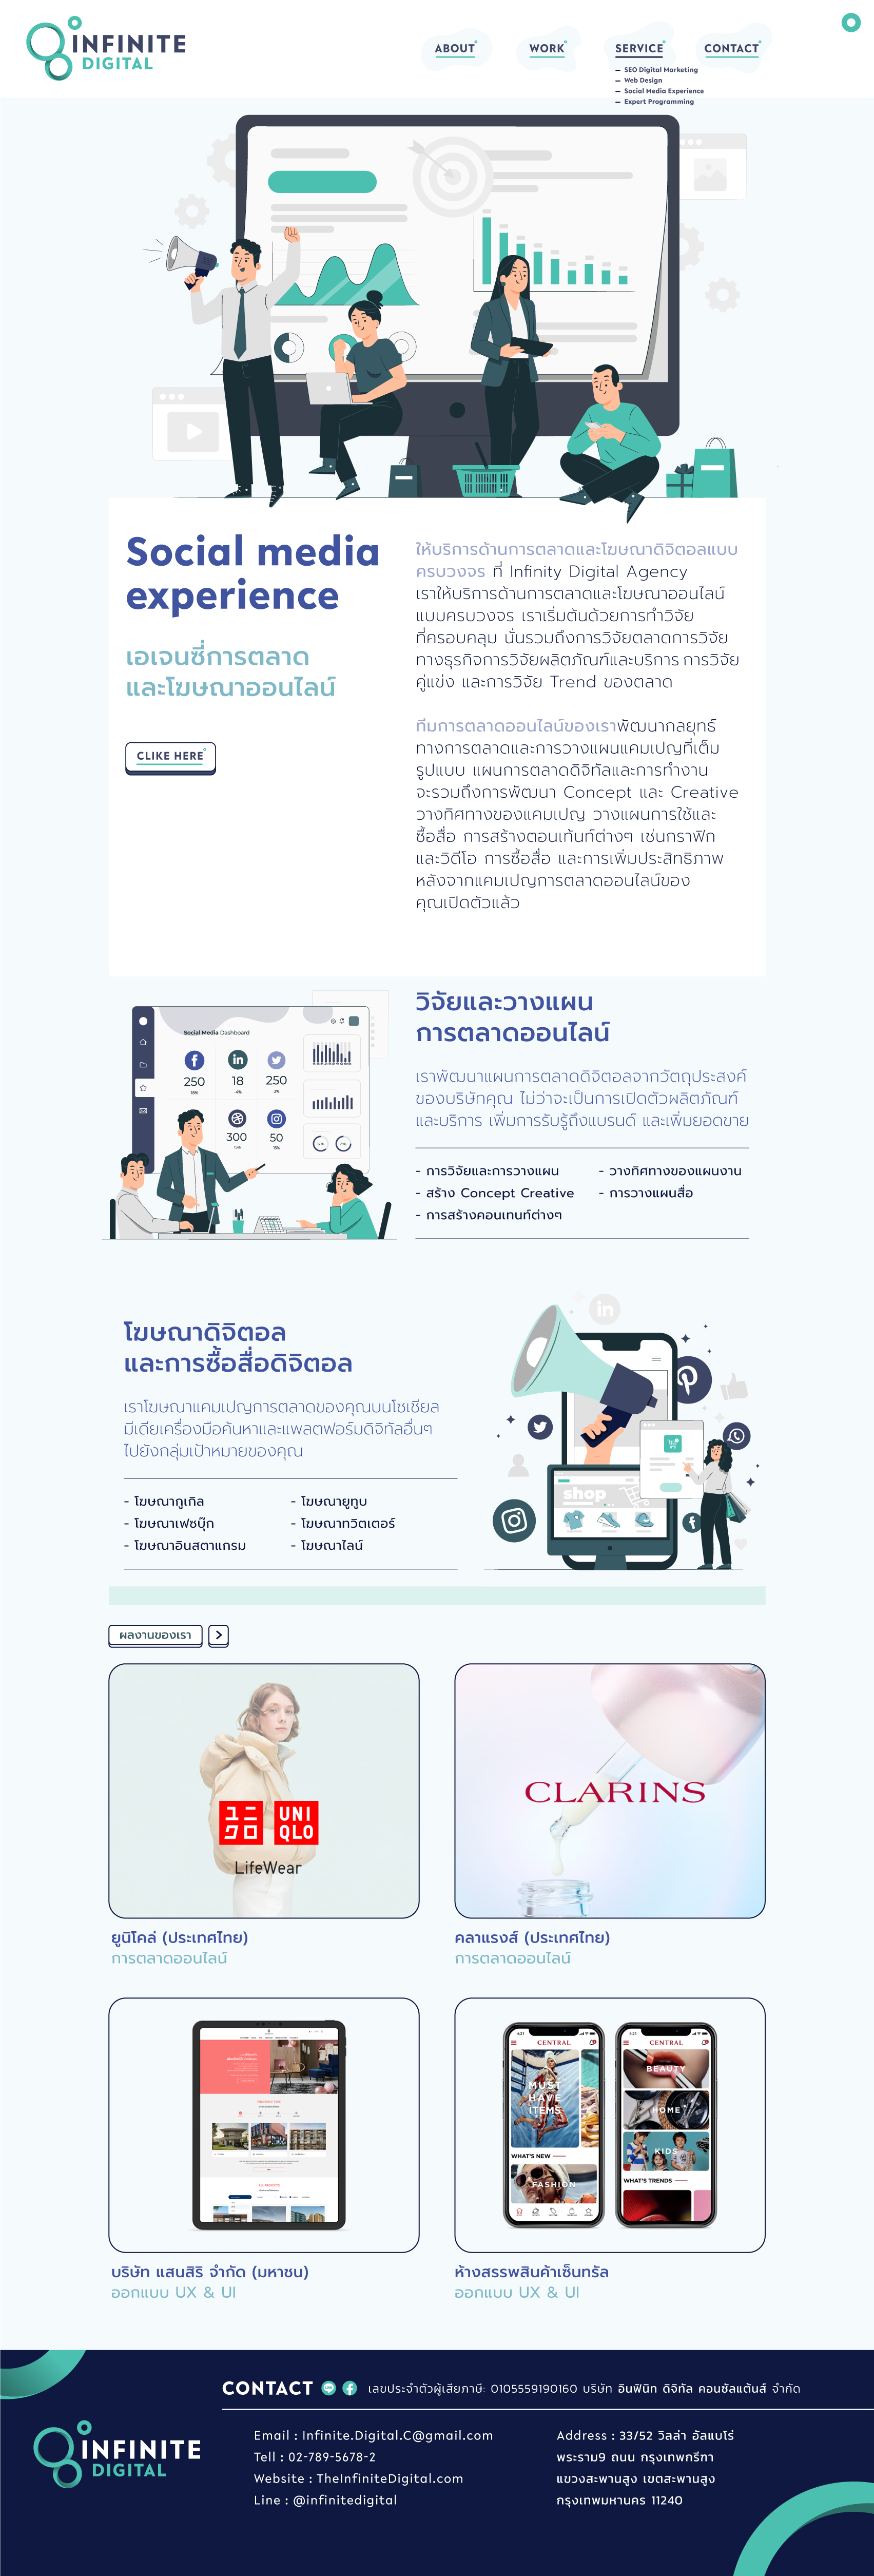 INFINITE
DIGITAL
ABOUT
WORK
SERVICE
CONTACT
SEO Digital Marketing
Web Design
Social Media Experience
Expert Programming
Social media
experience
เอเจนซี่การตลาด
และโฆษณาออนไลน์
CLIKE HERE
ให้บริการด้านการตลาดและโฆษณาดิจิตอลแบบ
ครบวงจร ที่ Infinity Digital Agency
เราให้บริการด้านการตลาดและโฆษณาออนไลน์
แบบครบวงจร เราเริ่มต้นด้วยการทำวิจัย
ที่ครอบคลุม นั่นรวมถึงการวิจัยตลาดการวิจัย
ทางธุรกิจการวิจัยผลิตภัณฑ์และบริการ การวิจัย
คู่แข่ง และการวิจัย Trend ของตลาด
ทีมการตลาดออนไลน์ของเราพัฒนากลยุทธ์
ทางการตลาดและการวางแผนแคมเปญที่เต็ม
รูปแบบ แผนการตลาดดิจิทัลและการทำงาน
จะรวมถึงการพัฒนา Concept และ Creative
วางทิศทางของแคมเปญ วางแผนการใช้และ
ซื้อสื่อ การสร้างตอนเท้นท์ต่างๆ เช่นกราฟิก
และวิดีโอ การซื้อสื่อ และการเพิ่มประสิทธิภาพ
หลังจากแคมเปญการตลาดออนไลน์ของ
คุณเปิดตัวแล้ว
Social Media Dashboard
250
18
250
300
50
วิจัยและวางแผน
การตลาดออนไลน์
เราพัฒนาแผนการตลาดดิจิตอลจากวัตถุประสงค์
ของบริษัทคุณ ไม่ว่าจะเป็นการเปิดตัวผลิตภัณฑ์
และบริการ เพิ่มการรับรู้ถึงแบรนด์ และเพิ่มยอดขาย
- การวิจัยและการวางแผน
- สร้าง Concept Creative
- การสร้างคอนเทนท์ต่างๆ
- วางทิศทางของแผนงาน
- การวางแผนสื่อ
โฆษณาดิจิตอล
และการซื้อสื่อดิจิตอล
เราโฆษณาแคมเปญการตลาดของคุณบนโซเชียล
มีเดียเครื่องมือค้นหาและแพลตฟอร์มดิจิทัลอื่นๆ
ไปยังกลุ่มเป้าหมายของคุณ
- โฆษณากูเกิล
- โฆษณาเฟซบุ๊ก
- โฆษณาอินสตาแกรม
- โฆษณายูทูบ
- โฆษณาทวิตเตอร์
- โฆษณาไลน์
shop
ผลงานของเรา
ユニ
クロ
UNI
QLO
LifeWear
CLARINS
ยูนิโคล่ (ประเทศไทย)
การตลาดออนไลน์
คลาแรงส์ (ประเทศไทย)
การตลาดออนไลน์
CENTRAL
MUST
HAVE
ITEMS
WHAT'S NEW
FASHION
CENTRAL
BEAUTY
HOME
KIDS
WHAT'S TRENDS
บริษัท แสนสิริ จำกัด (มหาชน)
ออกแบบ UX & UI
ห้างสรรพสินค้าเซ็นทรัล
ออกแบบ UX & UI
CONTACT
เลขประจำตัวผู้เสียภาษี: 0105559190160 บริษัท อินฟินิท ดิจิทัล คอนซัลแต้นส์ จำกัด
INFINITE
DIGITAL
Email : Infinite.Digital.C@gmail.com
Tell : 02-789-5678-2
Website : TheInfiniteDigital.com
Line : @infinitedigital
Address : 33/52 วิลล่า อัลแบโร่
พระราม9 ถนน กรุงเทพกรีฑา
แขวงสะพานสูง เขตสะพานสูง
กรุงเทพมหานคร 11240